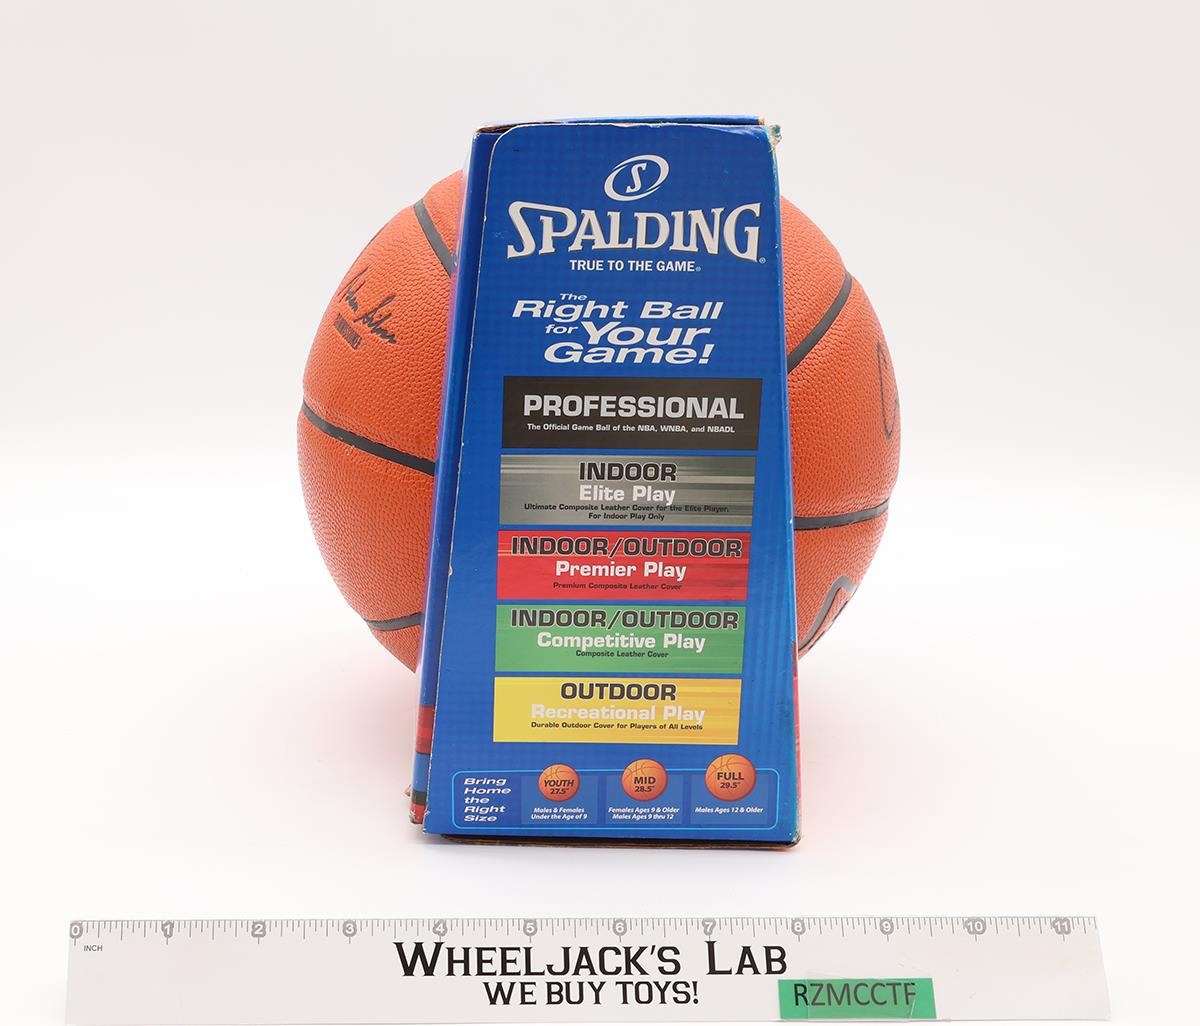 S
SPALDING®
TRUE TO THE GAME®
The
Right Ball
for Your
Game!
PROFESSIONAL
The Official Game Ball of the NBA, WNBA, and NBADL
INDOOR
Elite Play
Ultimate Composite Leather Cover for the Elite Player.
For Indoor Play Only
INDOOR/OUTDOOR
Premier Play
Premium Composite Leather Cover
INDOOR/OUTDOOR
Competitive Play
Composite Leather Cover
OUTDOOR
Recreational Play
Durable Outdoor Cover for Players of All Levels
Bring
Home
the
Right
Size
YOUTH
27.5"
Males & Females
Under the Age of 9
MID
28.5"
Females Ages 9 & Older
Males Ages 9 thru 12
FULL
29.5"
Males Ages 12 & Older
0 1 2 3 4 5 6 7 8 9 10 11
INCH
WHEELJACK'S LAB
WE BUY TOYS!
RZMCCTF